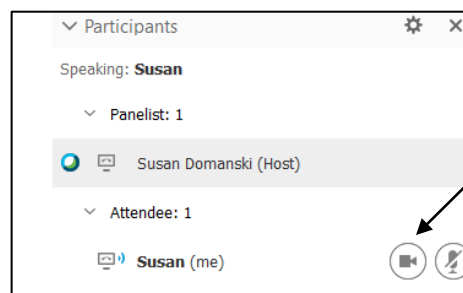 Participants
Speaking: Susan
Panelist: 1
Susan Domanski (Host)
Attendee: 1
Susan (me)